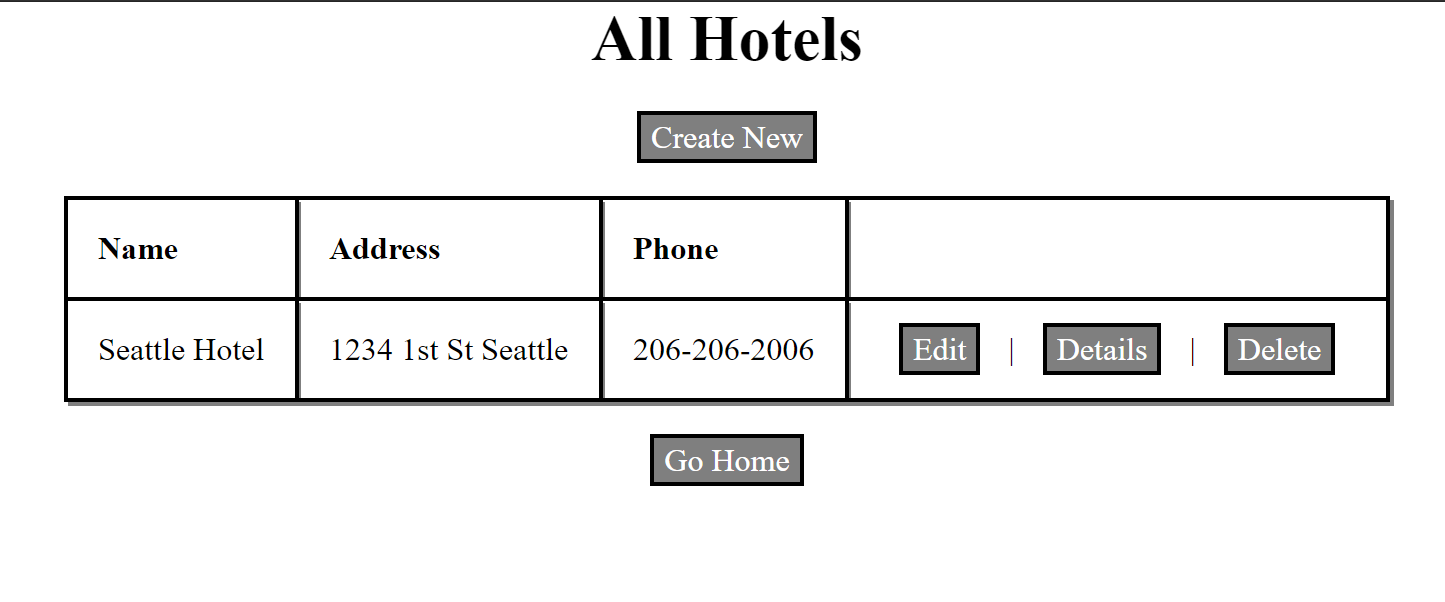 All Hotels
Create New
Name Address Phone
Seattle Hotel 1234 1st St Seattle 206-206-2006 Edit | Details | Delete
Go Home